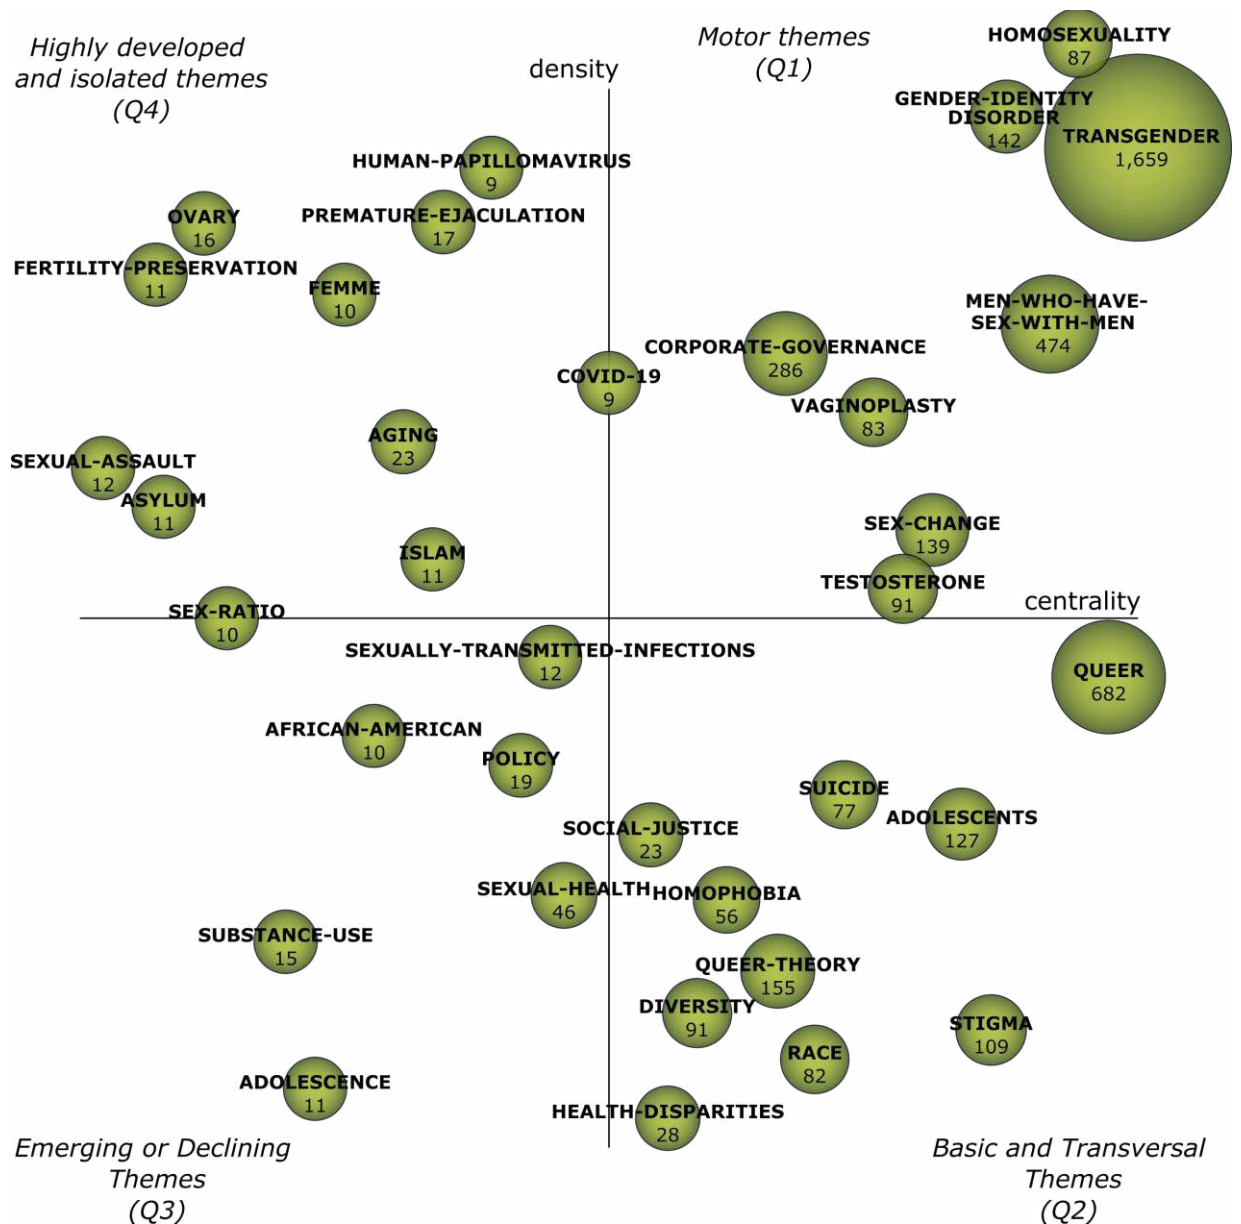 Highly developed
and isolated themes
(Q4)
density
Motor themes
(Q1)
HOMOSEXUALITY
87
GENDER-IDENTITY
DISORDER
142
TRANSGENDER
1,659
HUMAN-PAPILLOMAVIRUS
9
PREMATURE-EJACULATION
17
OVARY
16
FERTILITY-PRESERVATION
11
FEMME
10
MEN-WHO-HAVE-
SEX-WITH-MEN
474
CORPORATE-GOVERNANCE
286
COVID-19
9
VAGINOPLASTY
83
AGING
23
SEXUAL-ASSAULT
12
ASYLUM
11
ISLAM
11
SEX-CHANGE
139
TESTOSTERONE
91
centrality
SEX-RATIO
10
SEXUALLY-TRANSMITTED-INFECTIONS
12
QUEER
682
AFRICAN-AMERICAN
10
POLICY
19
SUICIDE
77
ADOLESCENTS
127
SOCIAL-JUSTICE
23
SEXUAL-HEALTH
46
HOMOPHOBIA
56
SUBSTANCE-USE
15
QUEER-THEORY
155
DIVERSITY
91
STIGMA
109
RACE
82
ADOLESCENCE
11
HEALTH-DISPARITIES
28
Emerging or Declining
Themes
(Q3)
Basic and Transversal
Themes
(Q2)